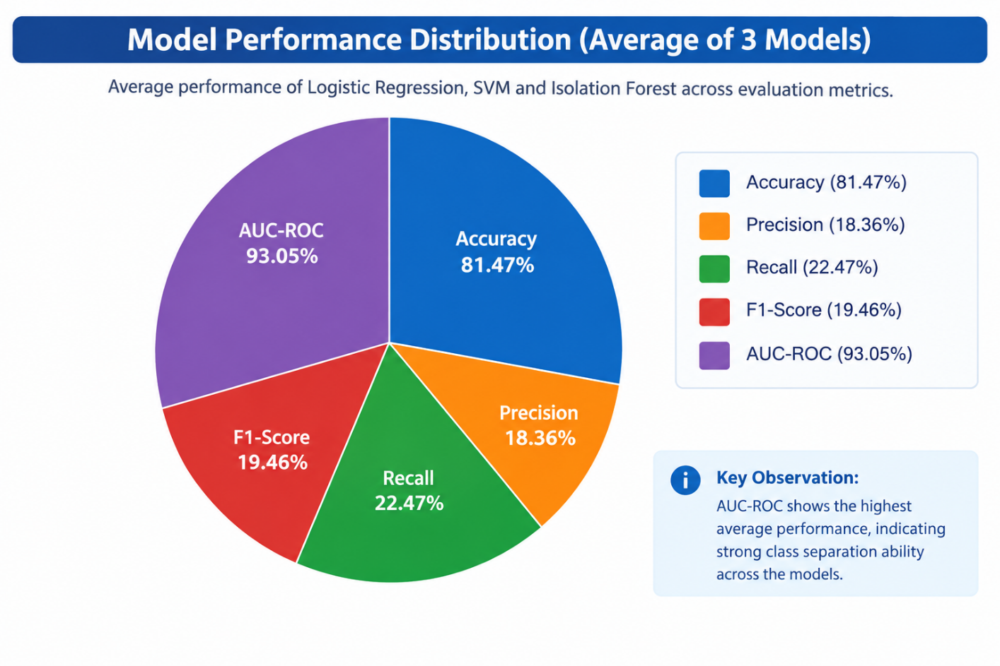 Model Performance Distribution (Average of 3 Models)
Average performance of Logistic Regression, SVM and Isolation Forest across evaluation metrics.
AUC-ROC
93.05%
Accuracy
81.47%
Precision
18.36%
Recall
22.47%
F1-Score
19.46%
Accuracy (81.47%)
Precision (18.36%)
Recall (22.47%)
F1-Score (19.46%)
AUC-ROC (93.05%)
i
Key Observation:
AUC-ROC shows the highest
average performance, indicating
strong class separation ability
across the models.